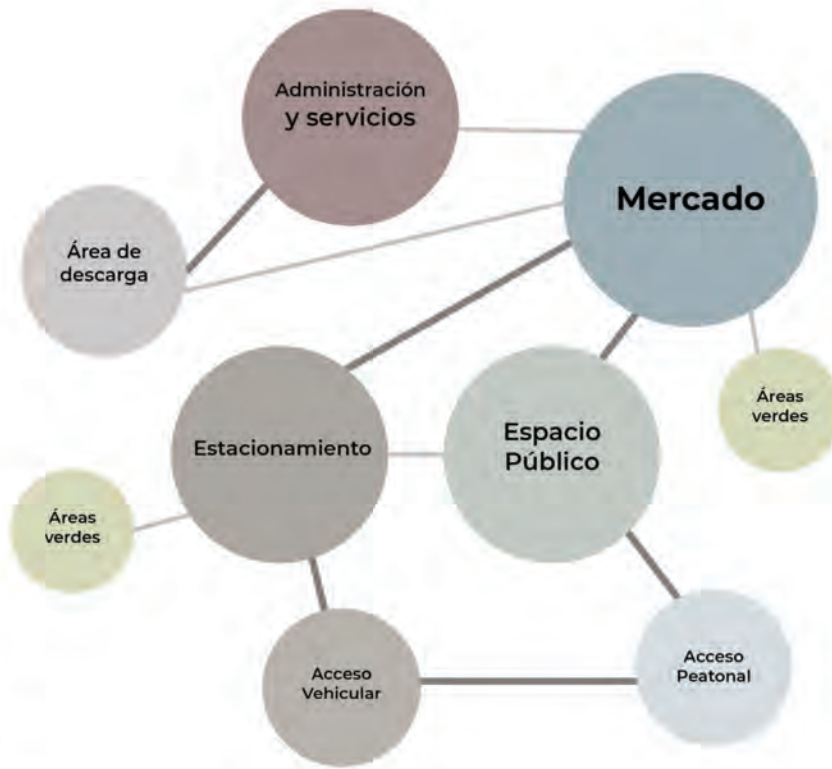 Administración
y servicios
Mercado
Área de
descarga
Áreas
verdes
Estacionamiento
Espacio
Público
Áreas
verdes
Acceso
Vehicular
Acceso
Peatonal